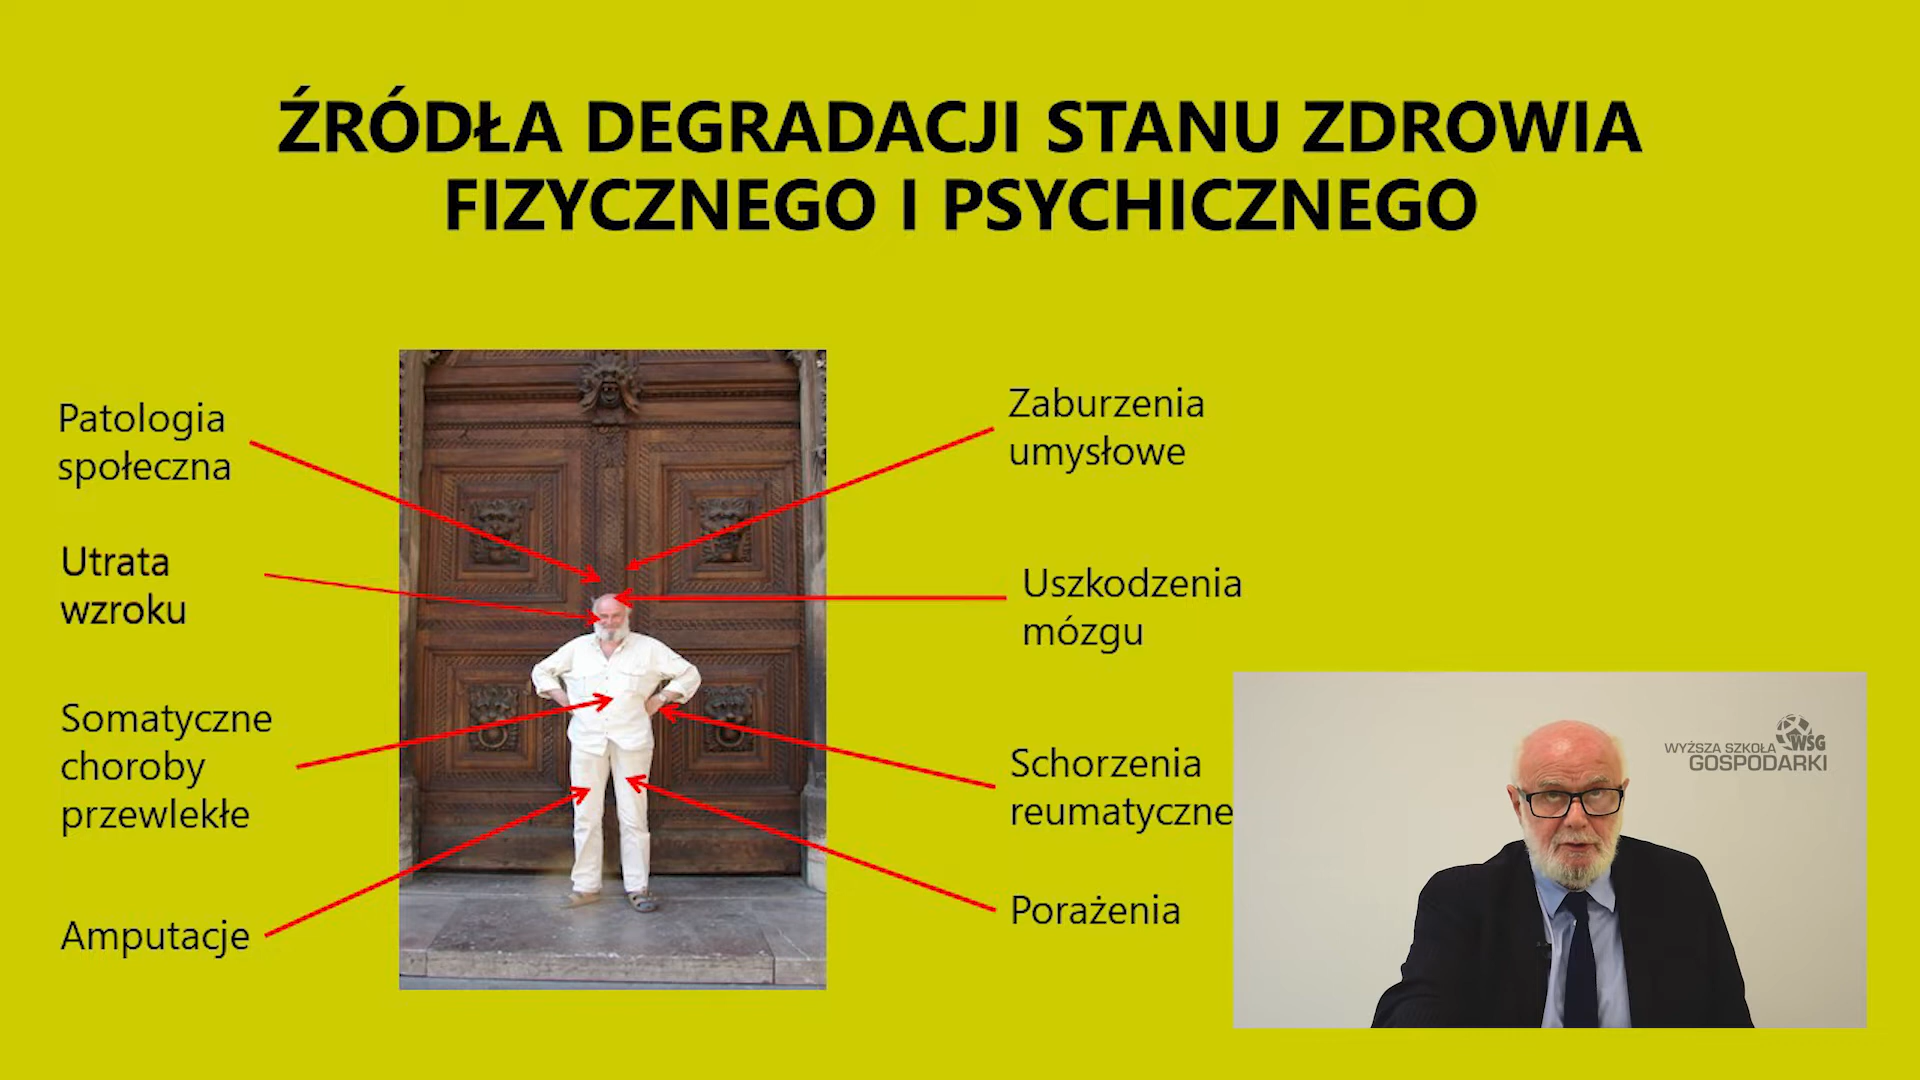 ŹRÓDŁA DEGRADACJI STANU ZDROWIA
FIZYCZNEGO I PSYCHICZNEGO
Patologia
społeczna
Utrata
wzroku
Somatyczne
choroby
przewlekłe
Amputacje
Zaburzenia
umysłowe
Uszkodzenia
mózgu
Schorzenia
reumatyczne
Porażenia
WYŻSZA SZKOŁA WSG
GOSPODARKI